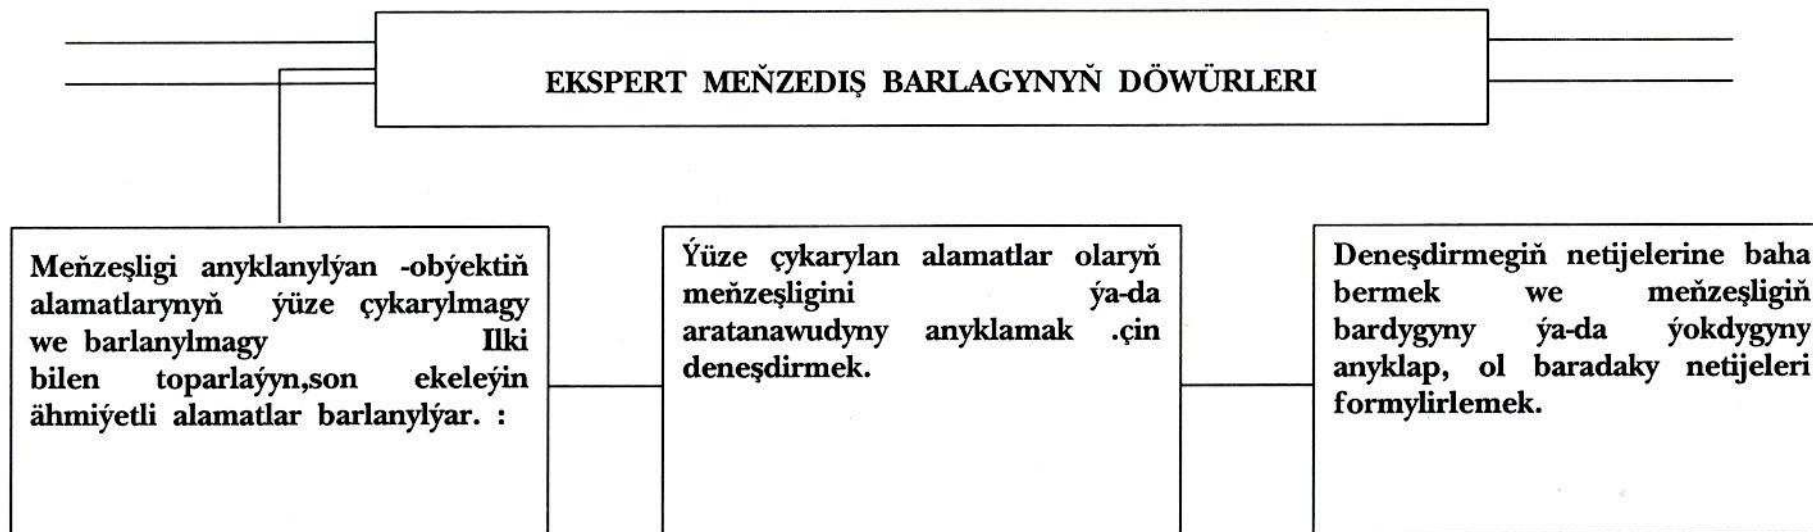 EKSPERT MEŇZEDIŞ BARLAGYNYŇ DÖWÜRLERI
Meňzeşligi anyklanylýan -obýektiň
alamatlarynyň ýüze çykarylmagy
we barlanylmagy Ilki
bilen toparlaýyn,son ekeleýin
ähmiýetli alamatlar barlanylýar. :
Ýüze çykarylan alamatlar olaryň
meňzeşligini ýa-da
aratanawudyny anyklamak .çin
deneşdirmek.
Deneşdirmegiň netijelerine baha
bermek we meňzeşligiň
bardygyny ýa-da ýokdygyny
anyklap, ol baradaky netijeleri
formylirlemek.